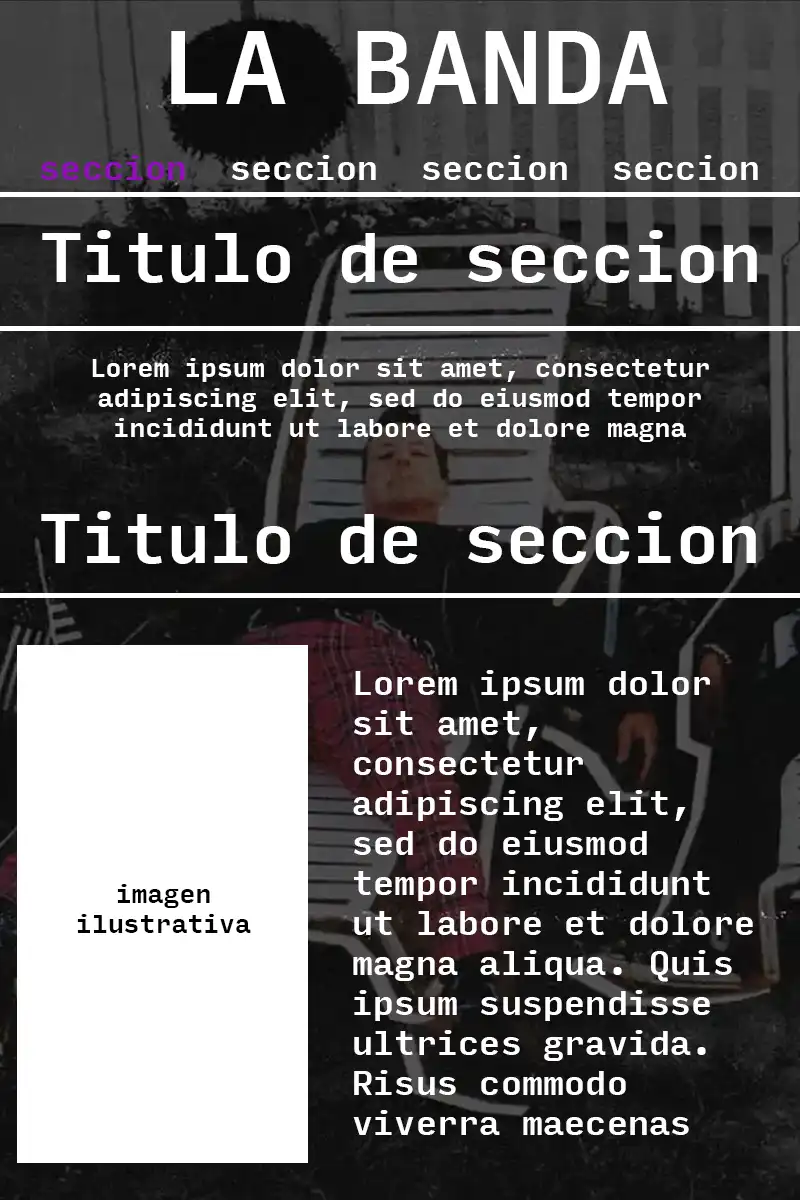 LA BANDA
seccion seccion seccion seccion
Titulo de seccion
Lorem ipsum dolor sit amet, consectetur
adipiscing elit, sed do eiusmod tempor
incididunt ut labore et dolore magna
Titulo de seccion
imagen
ilustrativa
Lorem ipsum dolor
sit amet,
consectetur
adipiscing elit,
sed do eiusmod
tempor incididunt
ut labore et dolore
magna aliqua. Quis
ipsum suspendisse
ultrices gravida.
Risus commodo
viverra maecenas